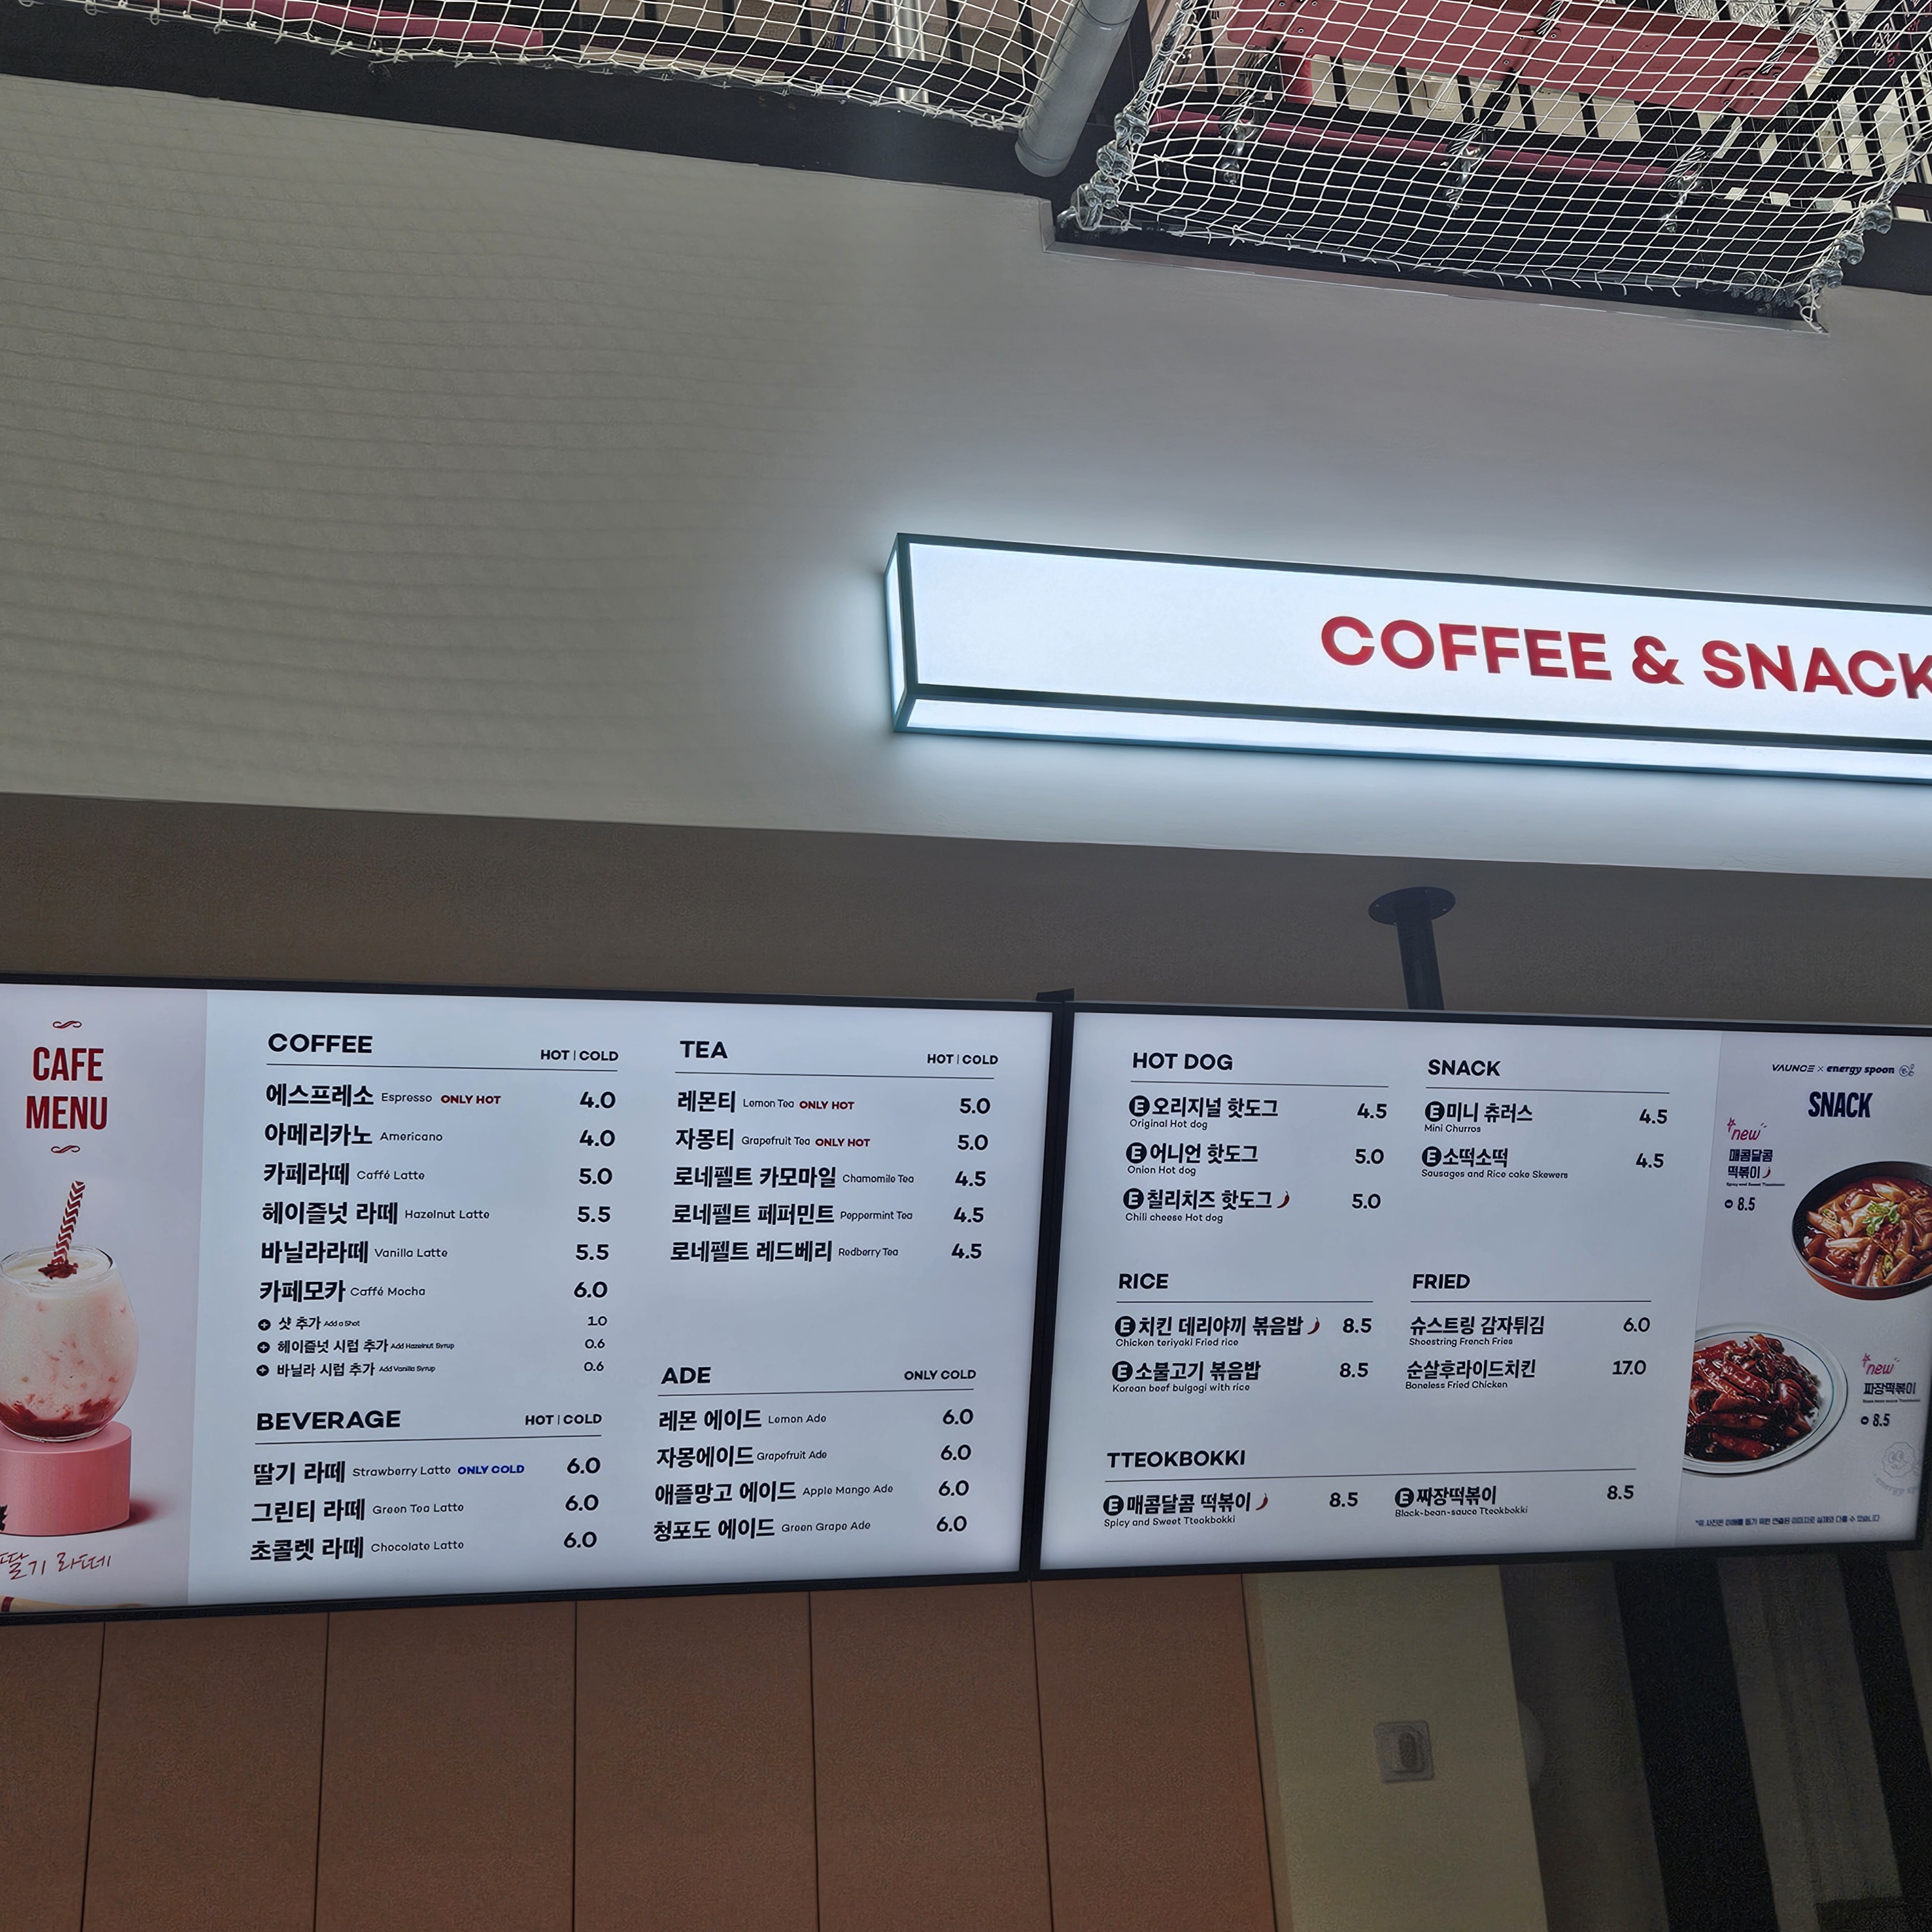 COFFEE & SNACK
CAFE
MENU
딸기 라떼
COFFEE HOT | COLD
에스프레소 Espresso ONLY HOT 4.0
아메리카노 Americano 4.0
카페라떼 Caffé Latte 5.0
헤이즐넛 라떼 Hazelnut Latte 5.5
바닐라라떼 Vanilla Latte 5.5
카페모카 Caffé Mocha 6.0
샷 추가 Add a Shot 1.0
헤이즐넛 시럽 추가 Add Hazelnut Syrup 0.6
바닐라 시럽 추가 Add Vanilla Syrup 0.6
BEVERAGE HOT | COLD
딸기 라떼 Strawberry Latte ONLY COLD 6.0
그린티 라떼 Green Tea Latte 6.0
초콜렛 라떼 Chocolate Latte 6.0
TEA HOT | COLD
레몬티 Lemon Tea ONLY HOT 5.0
자몽티 Grapefruit Tea ONLY HOT 5.0
로네펠트 카모마일 Chamomile Tea 4.5
로네펠트 페퍼민트 Peppermint Tea 4.5
로네펠트 레드베리 Redberry Tea 4.5
ADE ONLY COLD
레몬 에이드 Lemon Ade 6.0
자몽에이드 Grapefruit Ade 6.0
애플망고 에이드 Apple Mango Ade 6.0
청포도 에이드 Green Grape Ade 6.0
HOT DOG
E 오리지널 핫도그 4.5
Original Hot dog
E 어니언 핫도그 5.0
Onion Hot dog
E 칠리치즈 핫도그 5.0
Chili cheese Hot dog
SNACK
E 미니 츄러스 4.5
Mini Churros
E 소떡소떡 4.5
Sausages and Rice cake Skewers
RICE
E 치킨 데리야끼 볶음밥 8.5
Chicken teriyaki Fried rice
E 소불고기 볶음밥 8.5
Korean beef bulgogi with rice
FRIED
슈스트링 감자튀김 6.0
Shoestring French Fries
순살후라이드치킨 17.0
Boneless Fried Chicken
TTEOKBOKKI
E 매콤달콤 떡볶이 8.5
Spicy and Sweet Tteokbokki
E 짜장떡볶이 8.5
Black-bean-sauce Tteokbokki
VAUNCE × energy spoon
SNACK
new
매콤달콤
떡볶이
Spicy and Sweet Tteokbokki
8.5
new
짜장떡볶이
8.5